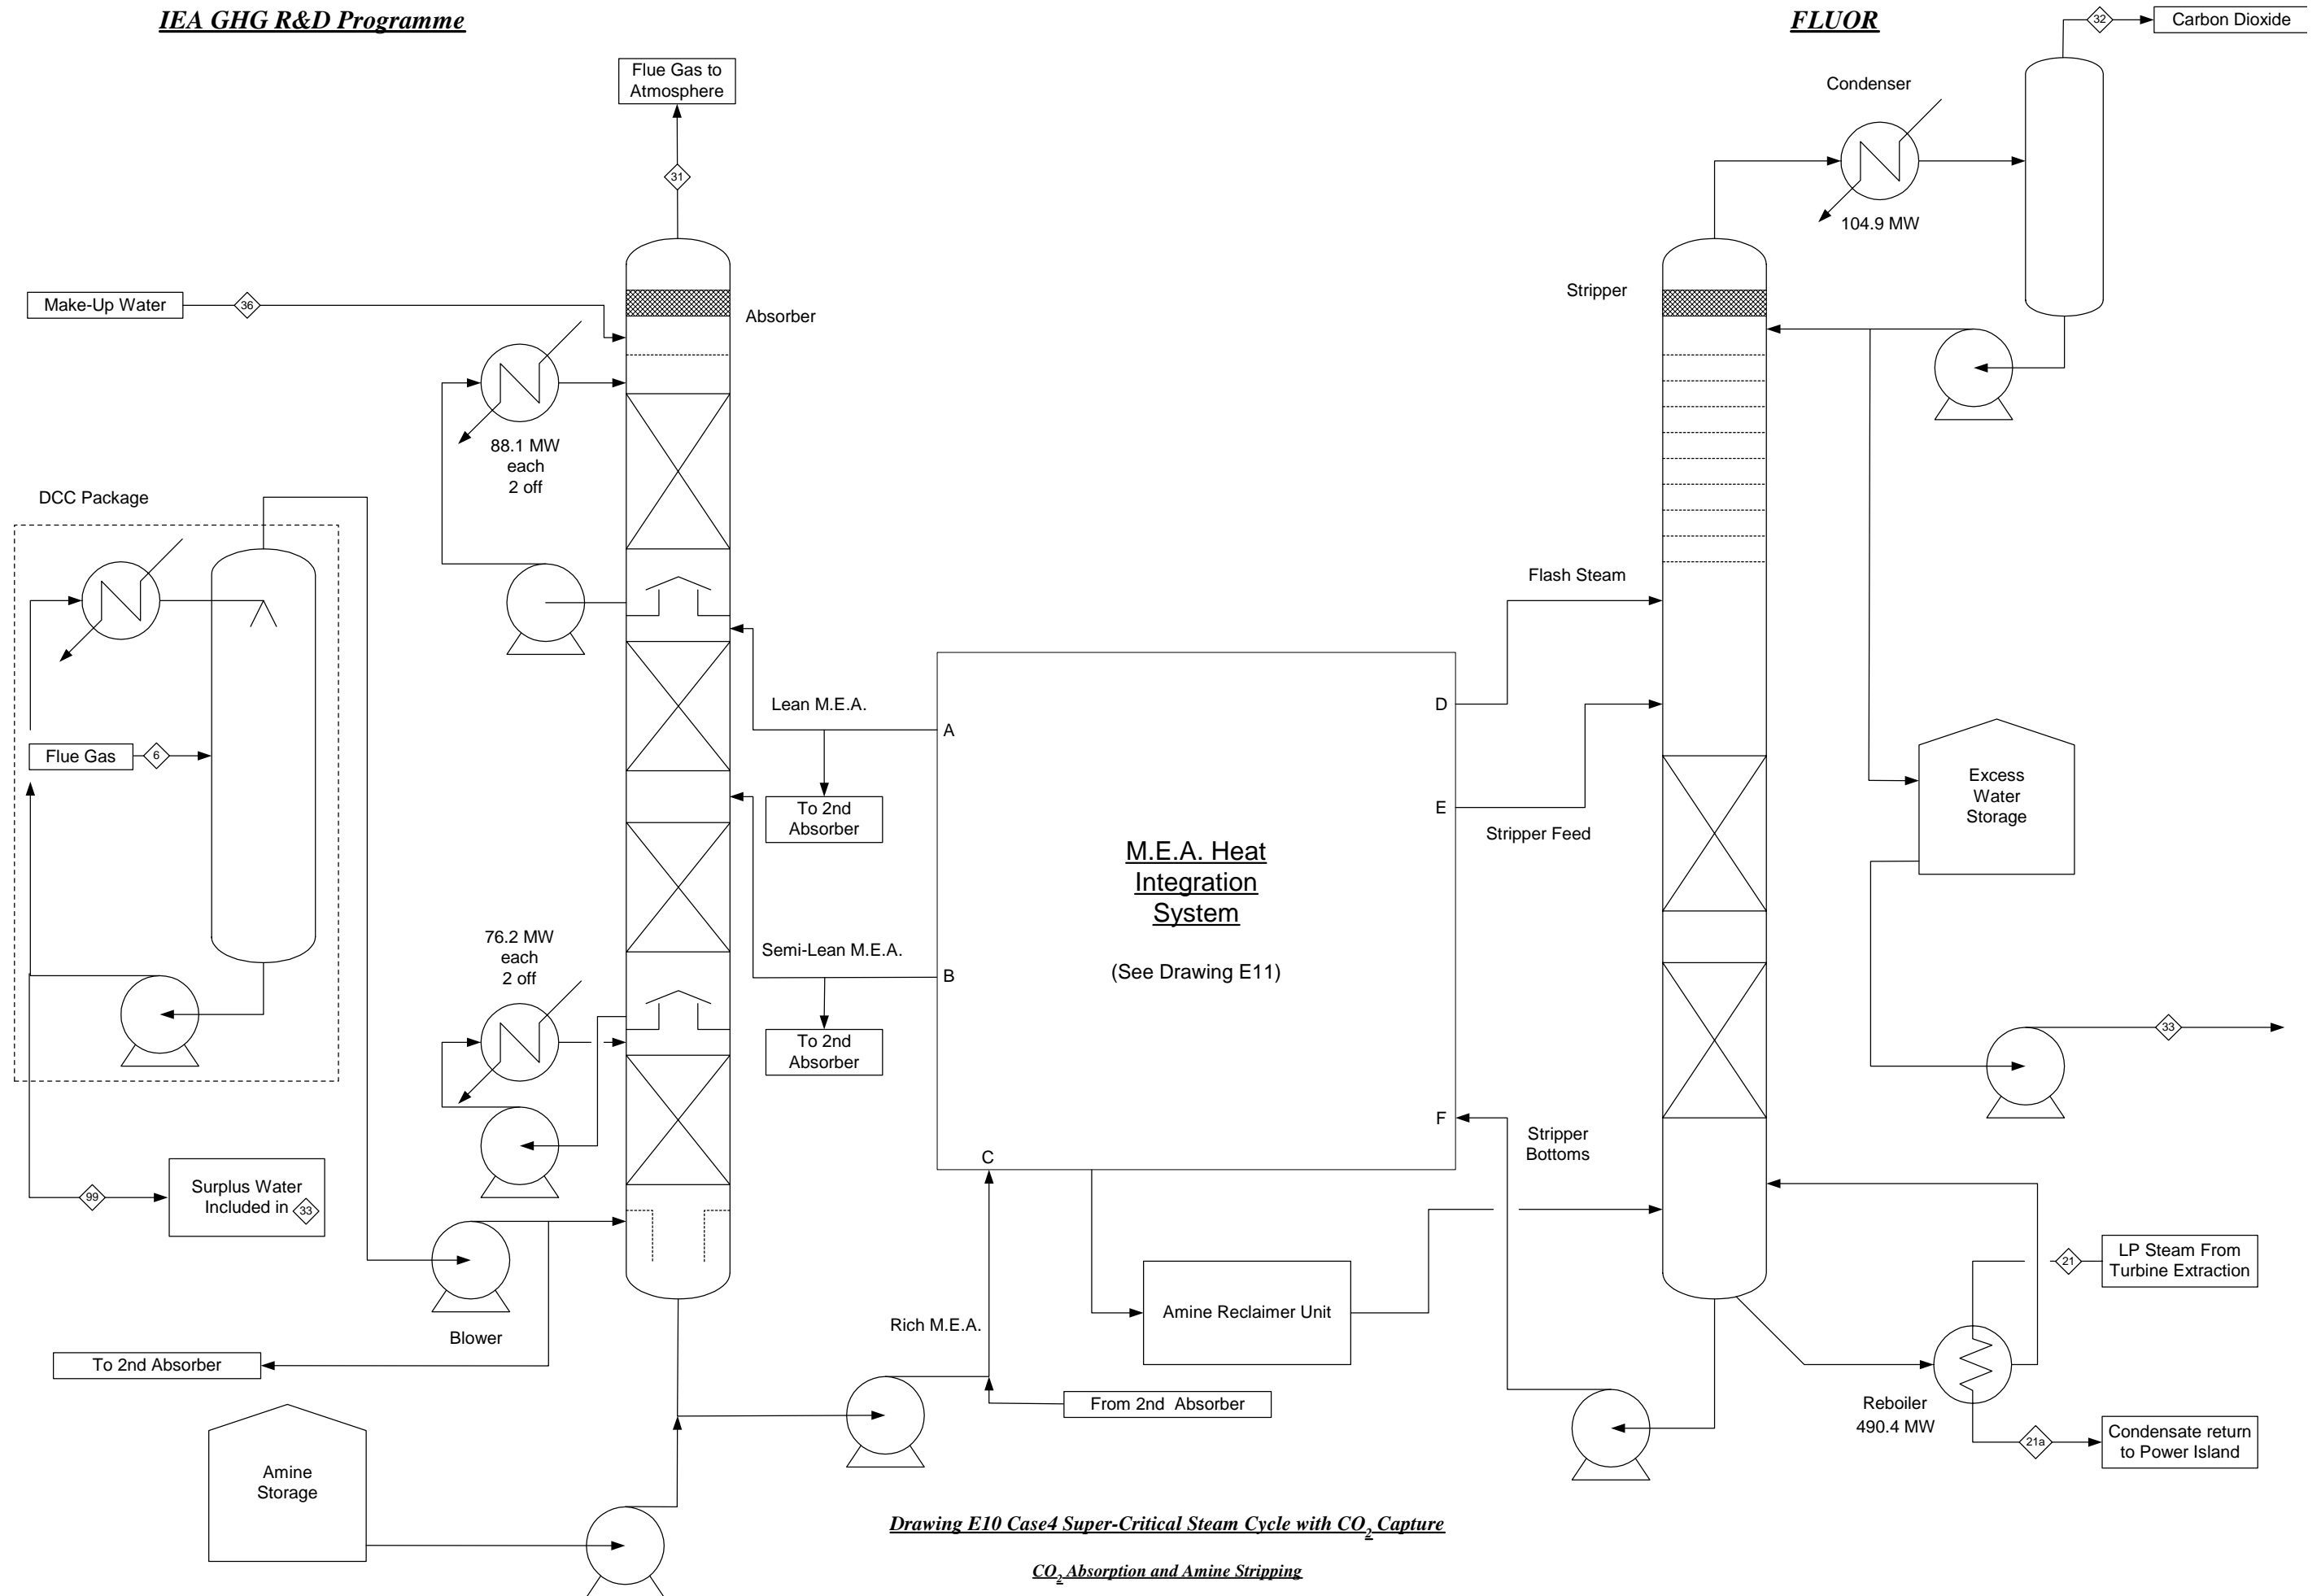 IEA GHG R&D Programme
FLUOR
32
Carbon Dioxide
Flue Gas to
Atmosphere
Condenser
31
104.9 MW
Stripper
Make-Up Water
36
Absorber
88.1 MW
each
2 off
DCC Package
Flash Steam
Lean M.E.A.
A
D
Flue Gas
6
To 2nd
Absorber
E
Stripper Feed
Excess
Water
Storage
M.E.A. Heat
Integration
System
(See Drawing E11)
76.2 MW
each
2 off
Semi-Lean M.E.A.
B
To 2nd
Absorber
33
F
Stripper
Bottoms
C
99
Surplus Water
Included in 33
21
LP Steam From
Turbine Extraction
Amine Reclaimer Unit
Rich M.E.A.
Blower
To 2nd Absorber
From 2nd Absorber
Reboiler
490.4 MW
21a
Condensate return
to Power Island
Amine
Storage
Drawing E10 Case4 Super-Critical Steam Cycle with CO2 Capture
CO2 Absorption and Amine Stripping